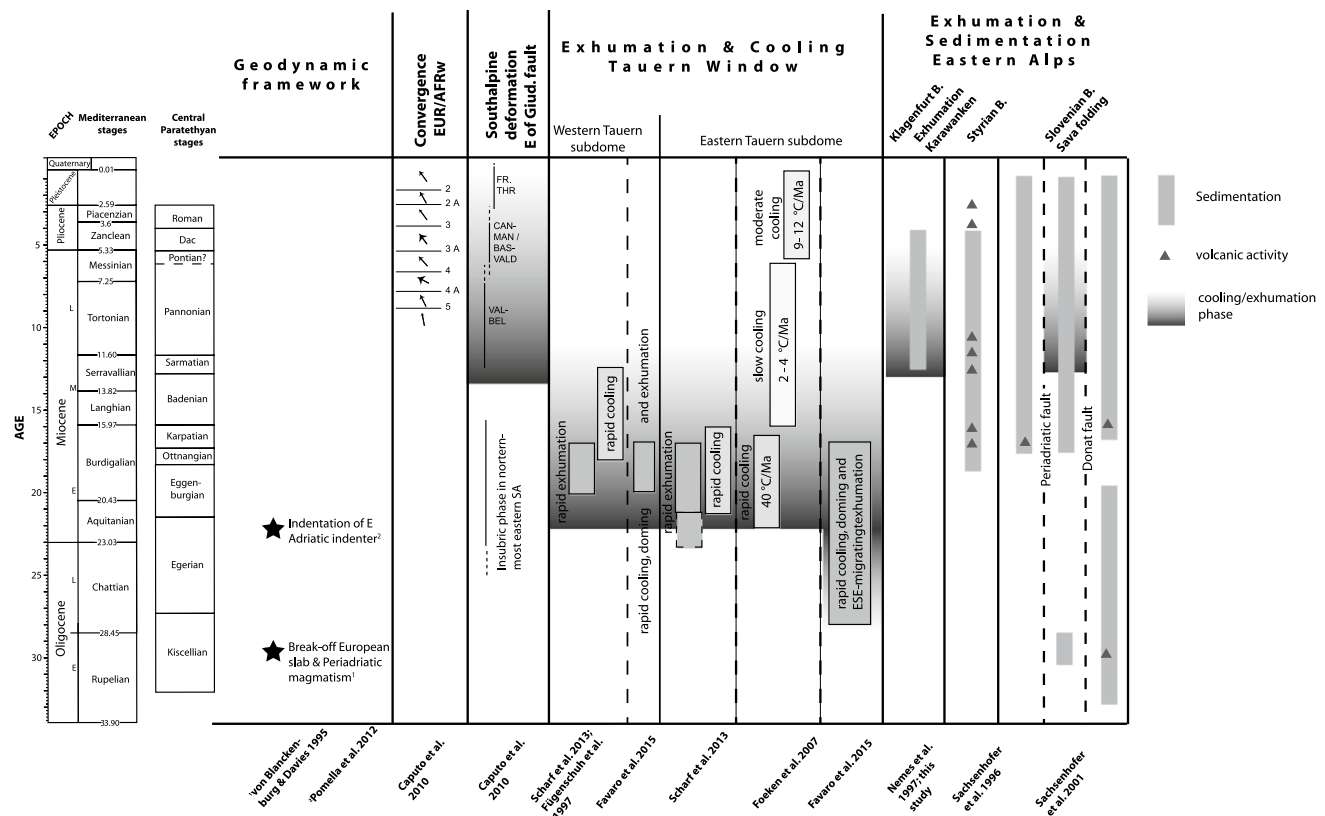 Geodynamic
framework
Convergence
EUR/AFRw
Southalpine
deformation
E of Giud. fault
Exhumation & Cooling
Tauern Window
Exhumation &
Sedimentation
Eastern Alps
EPOCH
Mediterranean
stages
Central
Paratethyan
stages
Western Tauern
subdome
Eastern Tauern subdome
Klagenfurt B.
Exhumation
Karawanken
Styrian B.
Slovenian B.
Sava folding
AGE
5
10
15
20
25
30
Quaternary
Pleistocene
Pliocene
Miocene
L
M
E
Oligocene
L
E
0.01
2.59
Piacenzian
3.6
Zanclean
5.33
Messinian
7.25
Tortonian
11.60
Serravallian
13.82
Langhian
15.97
Burdigalian
20.43
Aquitanian
23.03
Chattian
28.45
Rupelian
33.90
Roman
Dac
Pontian?
Pannonian
Sarmatian
Badenian
Karpatian
Ottnangian
Eggen-
burgian
Egerian
Kiscellian
Indentation of E
Adriatic indenter2
Break-off European
slab & Periadriatic
magmatism1
2
2 A
3
3 A
4
4 A
5
FR.
THR
CAN-
MAN /
BAS-
VALD
VAL-
BEL
Insubric phase in nortern-
most eastern SA
rapid exhumation
rapid cooling
rapid cooling, doming
and exhumation
rapid exhumation
rapid cooling
rapid cooling
40 °C/Ma
slow cooling
2 - 4 °C/Ma
moderate
cooling
9- 12 °C/Ma
rapid cooling, doming and
ESE-migratingexhumation
Periadriatic fault
Donat fault
Sedimentation
volcanic activity
cooling/exhumation
phase
1von Blancken-
burg & Davies 1995
Pomella et al. 2012
Caputo et al.
2010
Caputo et al.
2010
Scharf et al. 2013;
Fügenschuh et al.
1997
Favaro et al. 2015
Scharf et al. 2013
Foeken et al. 2007
Favaro et al. 2015
Nemes et al.
1997; this
study
Sachsenhofer
et al. 1996
Sachsenhofer
et al. 2001